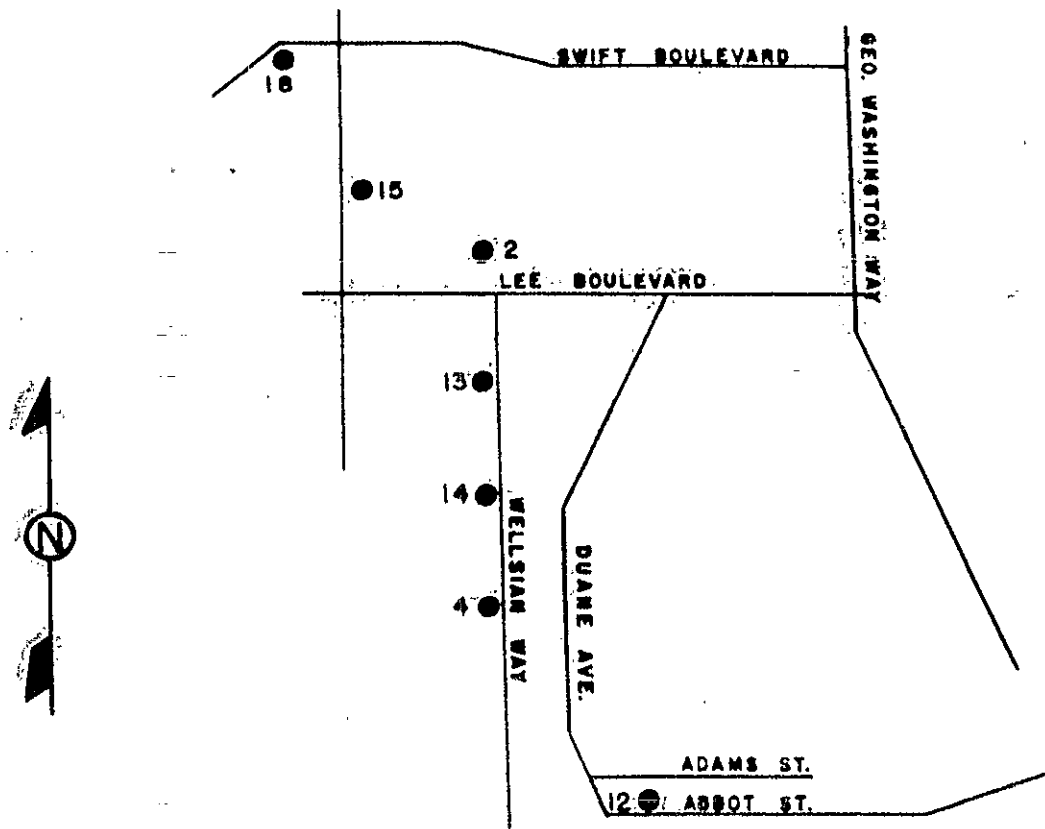 SWIFT BOULEVARD
GEO. WASHINGTON WAY
18
15
2
LEE BOULEVARD
13
14
WELLSIAN WAY
DUANE AVE.
4
N
ADAMS ST.
12
ABBOT ST.